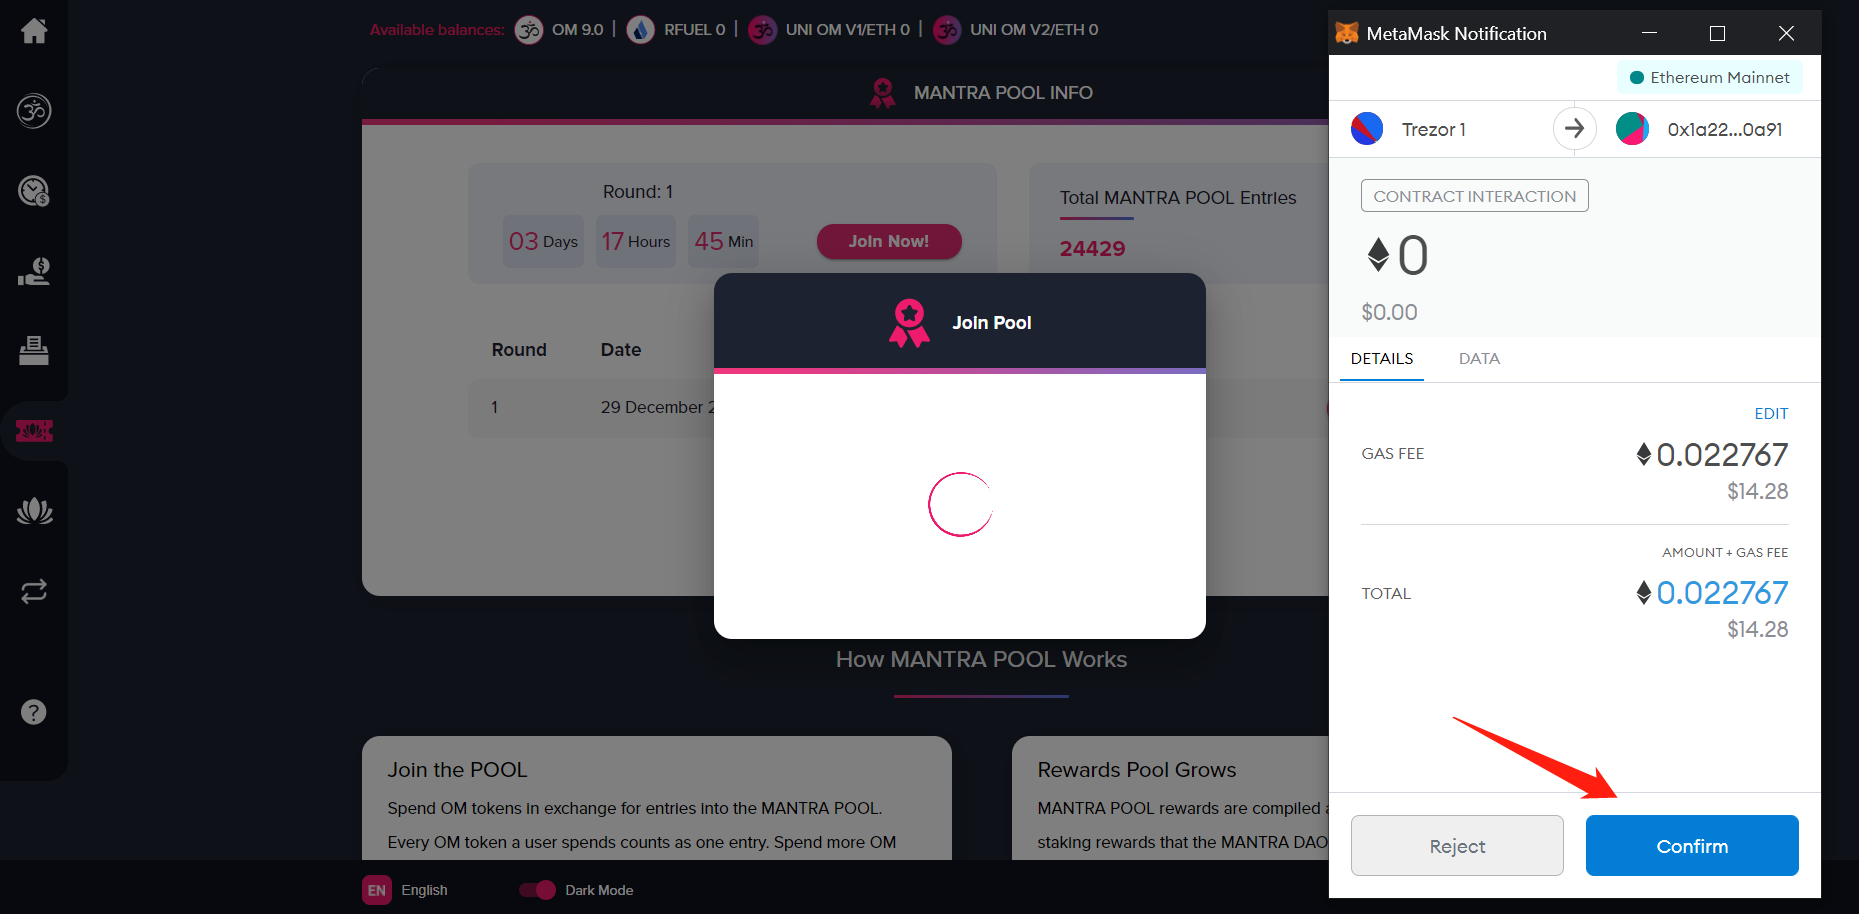 Available balances: OM 9.0 | RFUEL 0 | UNI OM V1/ETH 0 | UNI OM V2/ETH 0
MANTRA POOL INFO
Round: 1
03 Days 17 Hours 45 Min
Join Now!
Total MANTRA POOL Entries
24429
Round Date
1 29 December 2
Join Pool
How MANTRA POOL Works
Join the POOL
Spend OM tokens in exchange for entries into the MANTRA POOL.
Every OM token a user spends counts as one entry. Spend more OM
Rewards Pool Grows
MANTRA POOL rewards are compiled
staking rewards that the MANTRA DAO
EN English Dark Mode
MetaMask Notification
Ethereum Mainnet
Trezor 1 0x1a22...0a91
CONTRACT INTERACTION
0
$0.00
DETAILS DATA
EDIT
GAS FEE 0.022767
$14.28
AMOUNT + GAS FEE
TOTAL 0.022767
$14.28
Reject Confirm